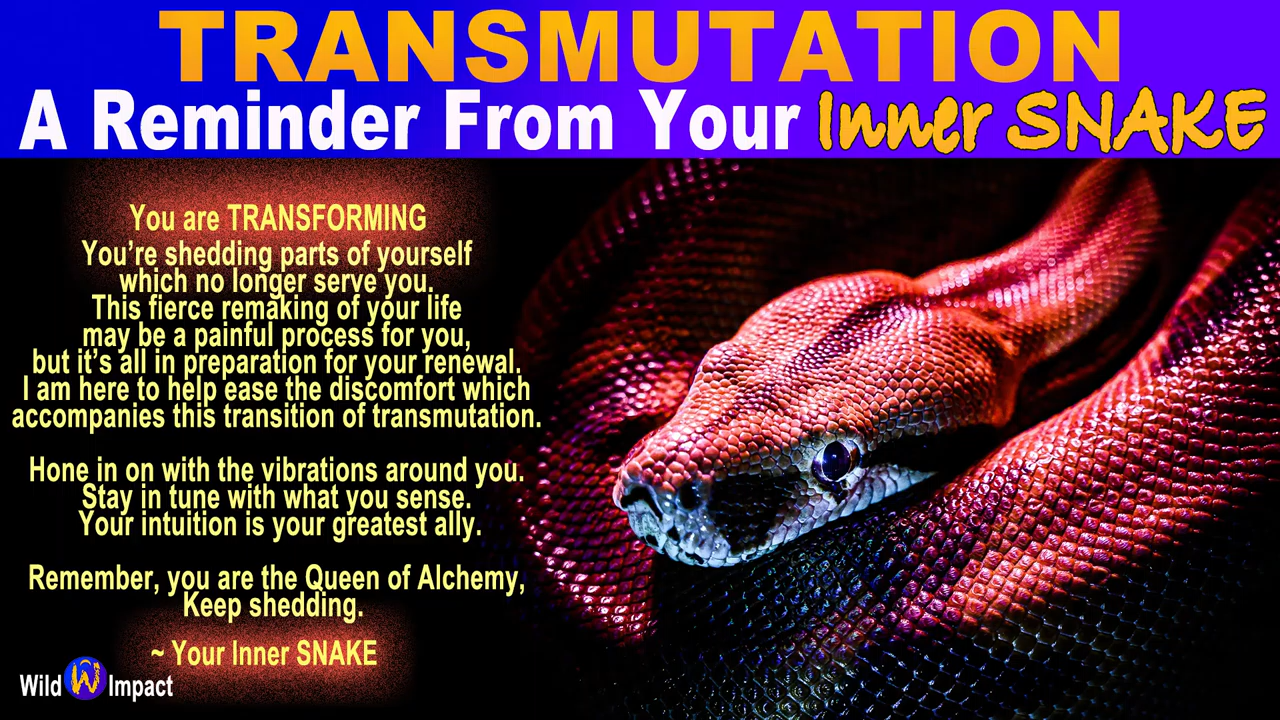 TRANSMUTATION
A Reminder From Your Inner SNAKE
You are TRANSFORMING
You're shedding parts of yourself
which no longer serve you.
This fierce remaking of your life
may be a painful process for you,
but it's all in preparation for your renewal.
I am here to help ease the discomfort which
accompanies this transition of transmutation.
Hone in on with the vibrations around you.
Stay in tune with what you sense.
Your intuition is your greatest ally.
Remember, you are the Queen of Alchemy,
Keep shedding.
~ Your Inner SNAKE
Wild W Impact